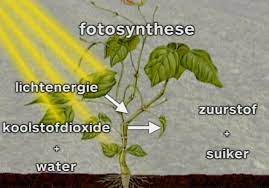 fotosynthese
lichtenergie
koolstofdioxide
+
water
zuurstof
+
suiker